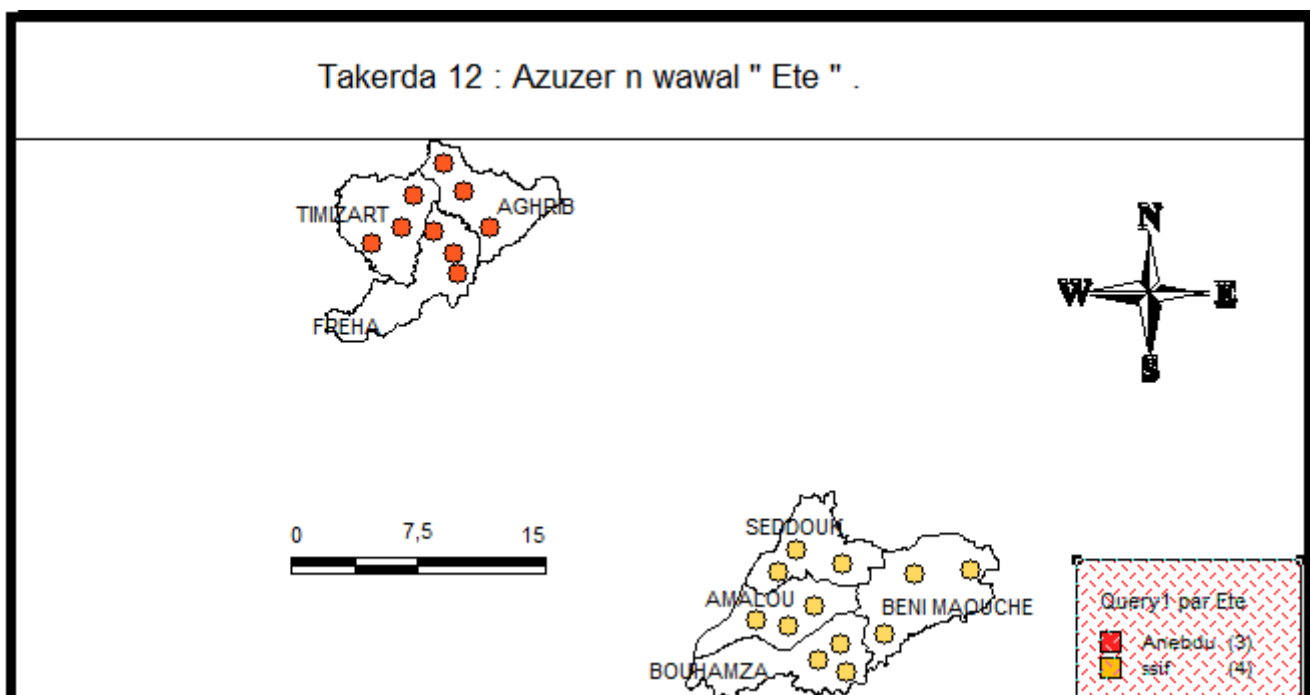 Takerda 12 : Azuzer n wawal " Ete " .
TIMIZART
AGHRIB
FREHA
N
W
E
S
0 7,5 15
SEDDOUK
AMALOU
BENI MAOUCHE
BOUHAMZA
Query1 par Ete
Anebdu (3)
ssif (4)